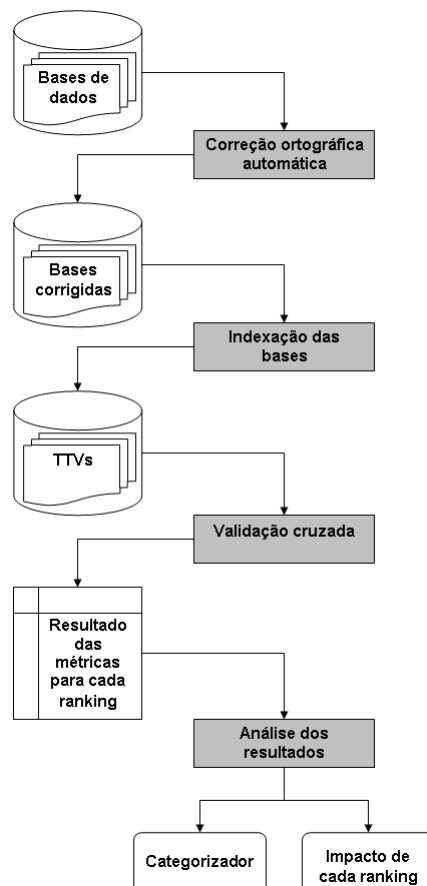 Bases de
dados
Correção ortográfica
automática
Bases
corrigidas
Indexação das
bases
TTVs
Validação cruzada
Resultado
das
métricas
para cada
ranking
Análise dos
resultados
Categorizador
Impacto de
cada ranking